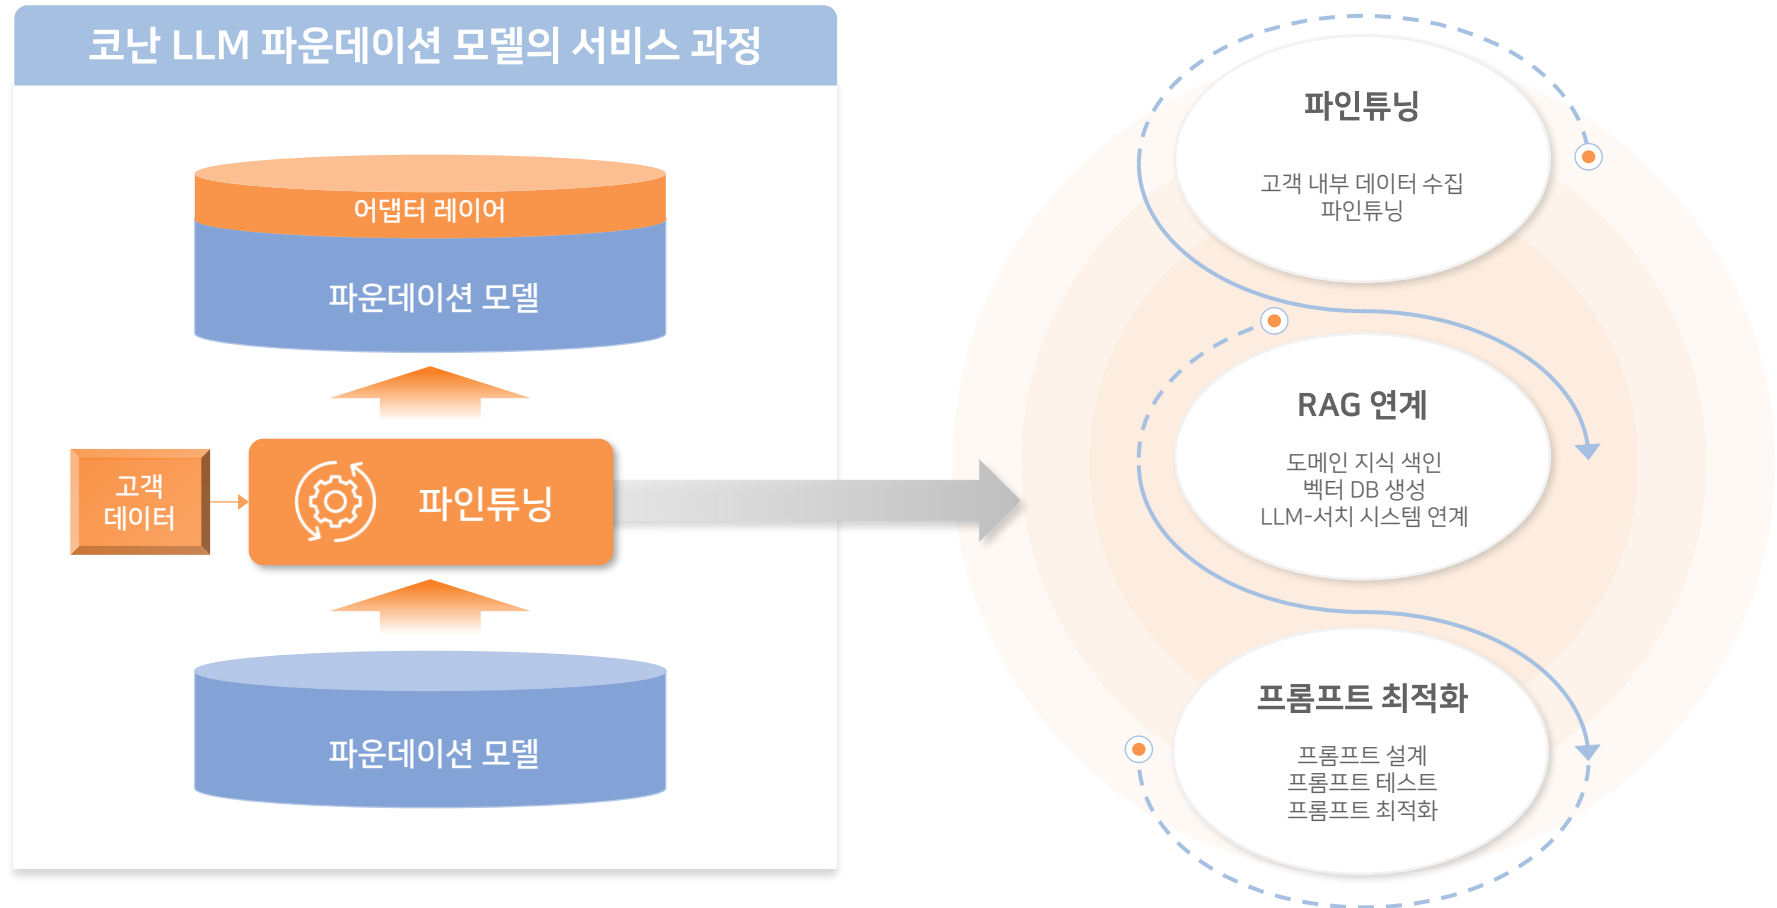 코난 LLM 파운데이션 모델의 서비스 과정
어댑터 레이어
파운데이션 모델
고객
데이터
파인튜닝
파운데이션 모델
파인튜닝
고객 내부 데이터 수집
파인튜닝
RAG 연계
도메인 지식 색인
벡터 DB 생성
LLM-서치 시스템 연계
프롬프트 최적화
프롬프트 설계
프롬프트 테스트
프롬프트 최적화